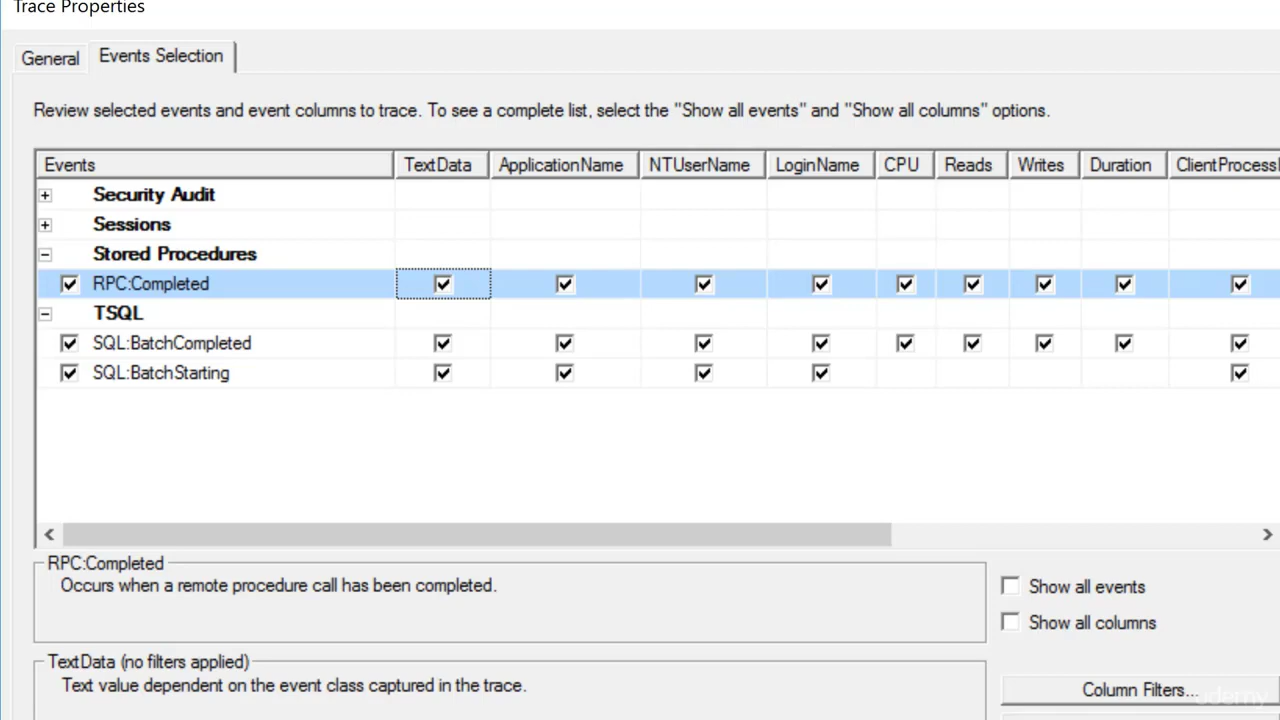 Trace Properties
General
Events Selection
Review selected events and event columns to trace. To see a complete list, select the "Show all events" and "Show all columns" options.
Events TextData ApplicationName NTUserName LoginName CPU Reads Writes Duration ClientProcessI
Security Audit
Sessions
Stored Procedures
RPC:Completed
TSQL
SQL:BatchCompleted
SQL:BatchStarting
RPC:Completed
Occurs when a remote procedure call has been completed.
Show all events
Show all columns
TextData (no filters applied)
Text value dependent on the event class captured in the trace.
Column Filters...
udemy